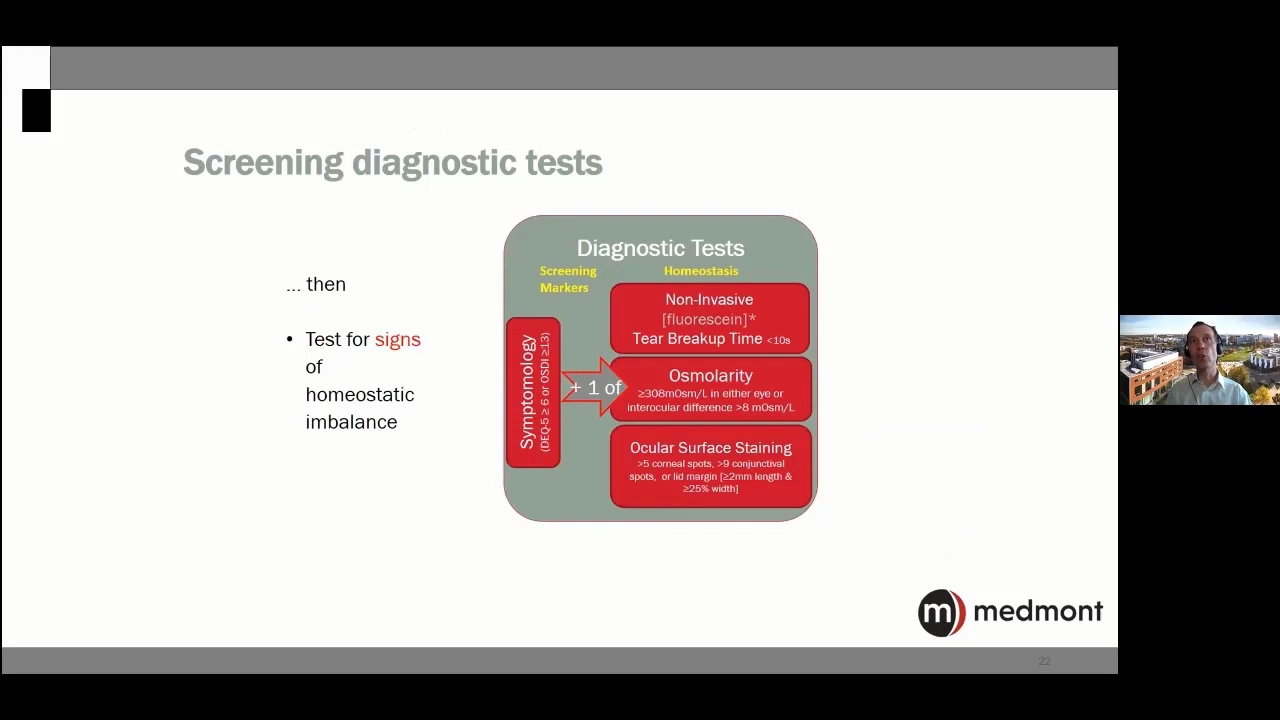 Screening diagnostic tests
... then
• Test for signs
of
homeostatic
imbalance
Diagnostic Tests
Screening
Markers
Homeostasis
Symptomology
(DEQ-5 ≥ 6 or OSDI ≥13)
+ 1 of
Non-Invasive
[fluorescein]*
Tear Breakup Time <10s
Osmolarity
≥308mOsm/L in either eye or
interocular difference >8 mOsm/L
Ocular Surface Staining
>5 corneal spots, >9 conjunctival
spots, or lid margin [≥2mm length &
≥25% width]
m medmont
22